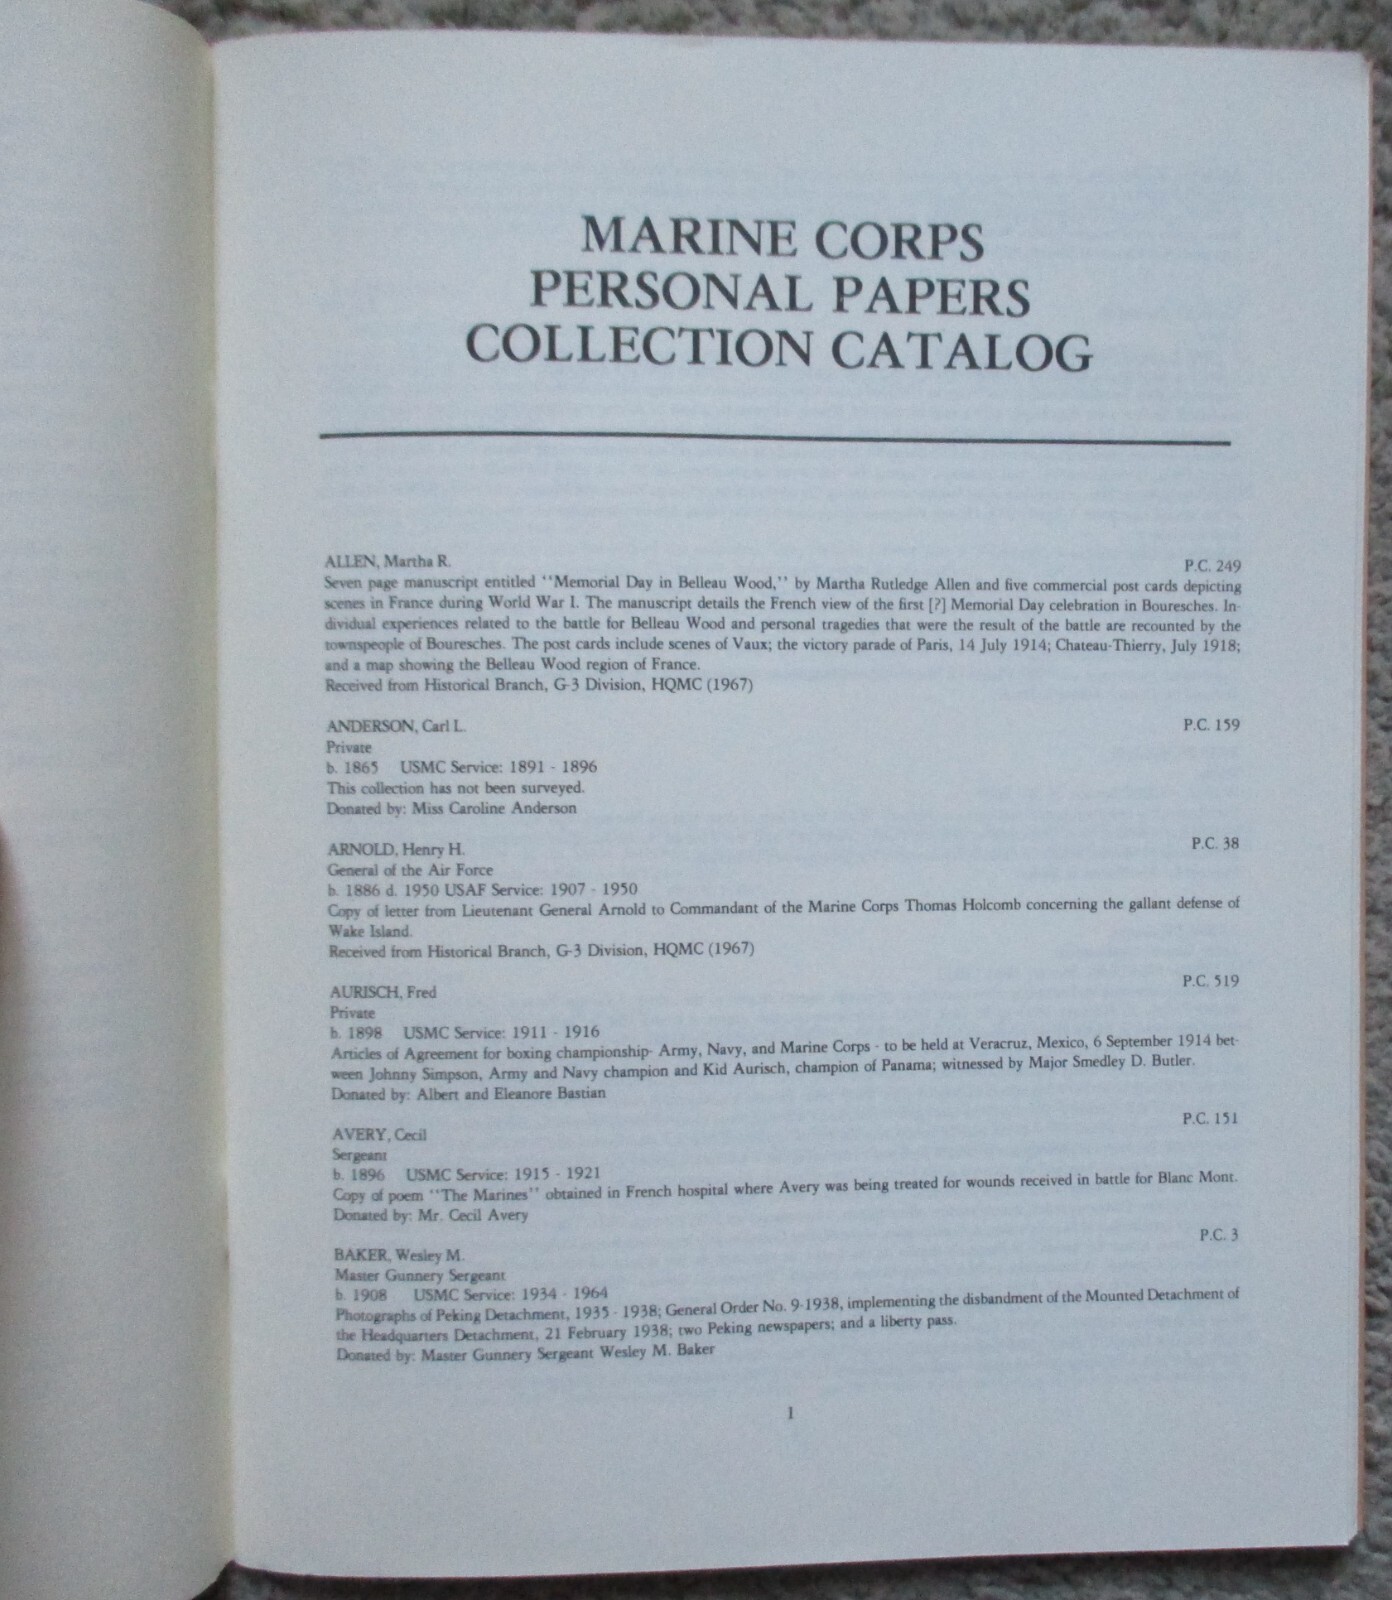 MARINE CORPS
PERSONAL PAPERS
COLLECTION CATALOG
ALLEN, Martha R. P.C. 249
Seven page manuscript entitled ''Memorial Day in Belleau Wood,'' by Martha Rutledge Allen and five commercial post cards depicting
scenes in France during World War I. The manuscript details the French view of the first [?] Memorial Day celebration in Bouresches. In-
dividual experiences related to the battle for Belleau Wood and personal tragedies that were the result of the battle are recounted by the
townspeople of Bouresches. The post cards include scenes of Vaux; the victory parade of Paris, 14 July 1914; Chateau-Thierry, July 1918;
and a map showing the Belleau Wood region of France.
Received from Historical Branch, G-3 Division, HQMC (1967)
ANDERSON, Carl L. P.C. 159
Private
b. 1865 USMC Service: 1891 - 1896
This collection has not been surveyed.
Donated by: Miss Caroline Anderson
ARNOLD, Henry H. P.C. 38
General of the Air Force
b. 1886 d. 1950 USAF Service: 1907 - 1950
Copy of letter from Lieutenant General Arnold to Commandant of the Marine Corps Thomas Holcomb concerning the gallant defense of
Wake Island.
Received from Historical Branch, G-3 Division, HQMC (1967)
AURISCH, Fred P.C. 519
Private
b. 1898 USMC Service: 1911 - 1916
Articles of Agreement for boxing championship- Army, Navy, and Marine Corps - to be held at Veracruz, Mexico, 6 September 1914 bet-
ween Johnny Simpson, Army and Navy champion and Kid Aurisch, champion of Panama; witnessed by Major Smedley D. Butler.
Donated by: Albert and Eleanore Bastian
AVERY, Cecil P.C. 151
Sergeant
b. 1896 USMC Service: 1915 - 1921
Copy of poem ''The Marines'' obtained in French hospital where Avery was being treated for wounds received in battle for Blanc Mont.
Donated by: Mr. Cecil Avery
BAKER, Wesley M. P.C. 3
Master Gunnery Sergeant
b. 1908 USMC Service: 1934 - 1964
Photographs of Peking Detachment, 1935 - 1938; General Order No. 9-1938, implementing the disbandment of the Mounted Detachment of
the Headquarters Detachment, 21 February 1938; two Peking newspapers; and a liberty pass.
Donated by: Master Gunnery Sergeant Wesley M. Baker
1